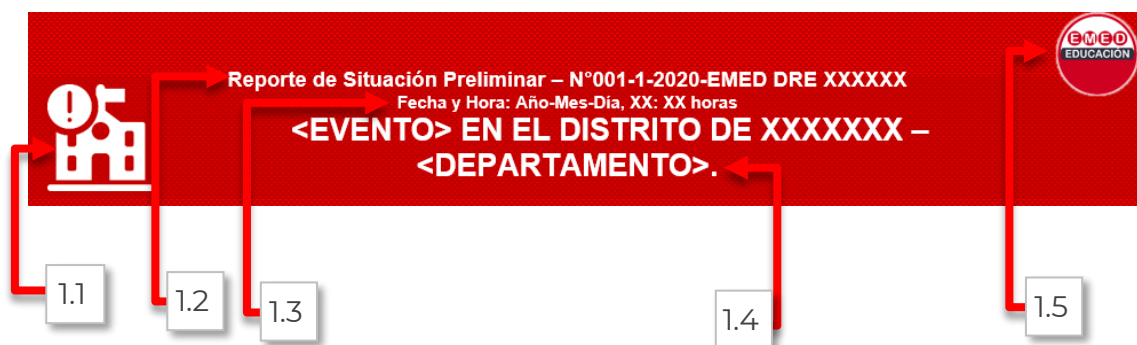 EMED
EDUCACIÓN
Reporte de Situación Preliminar – N°001-1-2020-EMED DRE XXXXXX
Fecha y Hora: Año-Mes-Día, XX: XX horas
<EVENTO> EN EL DISTRITO DE XXXXXXX –
<DEPARTAMENTO>.
1.1
1.2
1.3
1.4
1.5